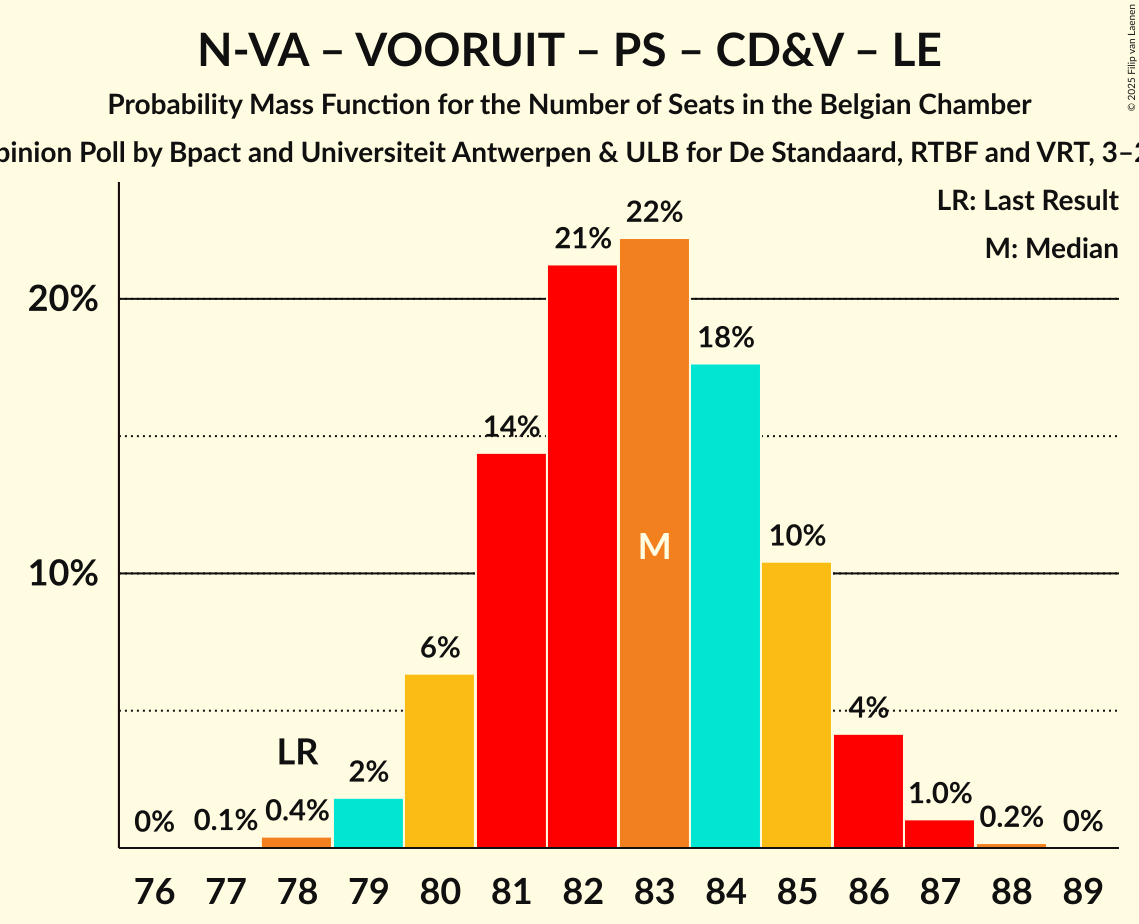 N-VA – VOORUIT – PS – CD&V – LE
Probability Mass Function for the Number of Seats in the Belgian Chamber
Poll by Bpact and Universiteit Antwerpen & ULB for De Standaard, RTBF and VRT,
© 2025 Filip van Laenen
LR: Last Result
M: Median
22%
21%
20%
18%
14%
M
10%
10%
6%
4%
LR
2%
1.0%
0% 0.1% 0.4% 0.2% 0%
76 77 78 79 80 81 82 83 84 85 86 87 88 89